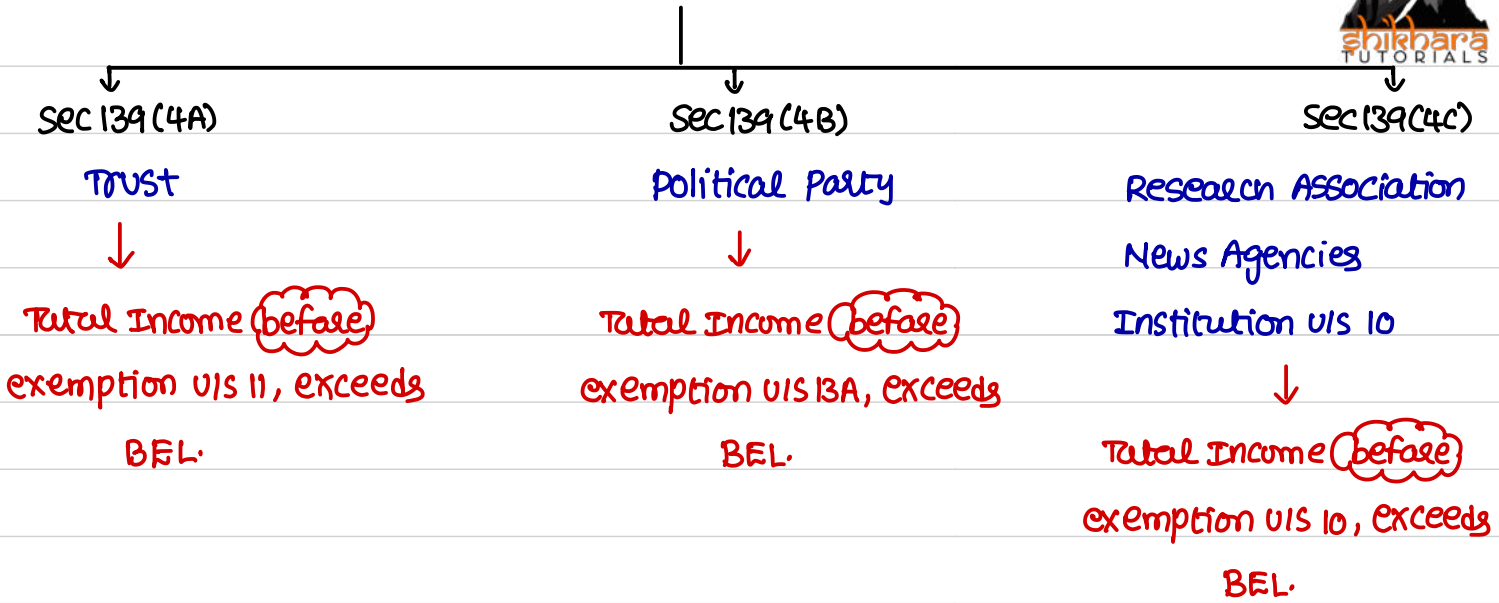 shikhara
TUTORIALS
Sec 139 (4A)
Trust
Total Income before
exemption u/s 11, exceeds
BEL.
Sec 139 (4B)
Political Party
Total Income before
exemption u/s 13A, exceeds
BEL.
Sec 139 (4C)
Research Association
News Agencies
Institution u/s 10
Total Income before
exemption u/s 10, exceeds
BEL.